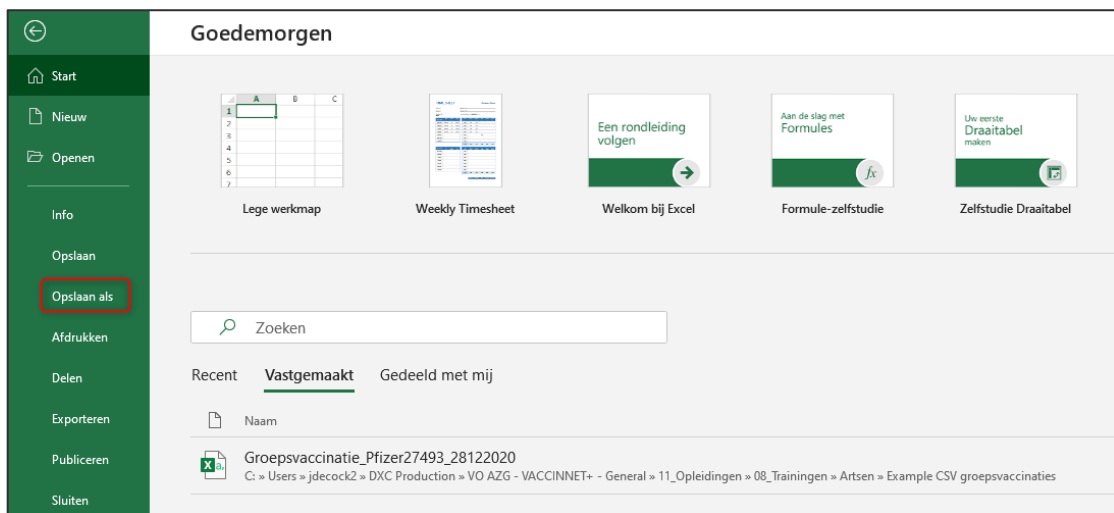 Goedemorgen
Start
Nieuw
Openen
Info
Opslaan
Opslaan als
Afdrukken
Delen
Exporteren
Publiceren
Sluiten
A B C
1
2
3
4
5
6
7
Lege werkmap
Weekly Timesheet
Een rondleiding
volgen
Welkom bij Excel
Aan de slag met
Formules
fx
Formule-zelfstudie
Uw eerste
Draaitabel
maken
Zelfstudie Draaitabel
Zoeken
Recent Vastgemaakt Gedeeld met mij
Naam
Groepsvaccinatie_Pfizer27493_28122020
C: » Users » jdecock2 » DXC Production » VO AZG - VACCINNET+ - General » 11_Opleidingen » 08_Trainingen » Artsen » Example CSV groepsvaccinaties